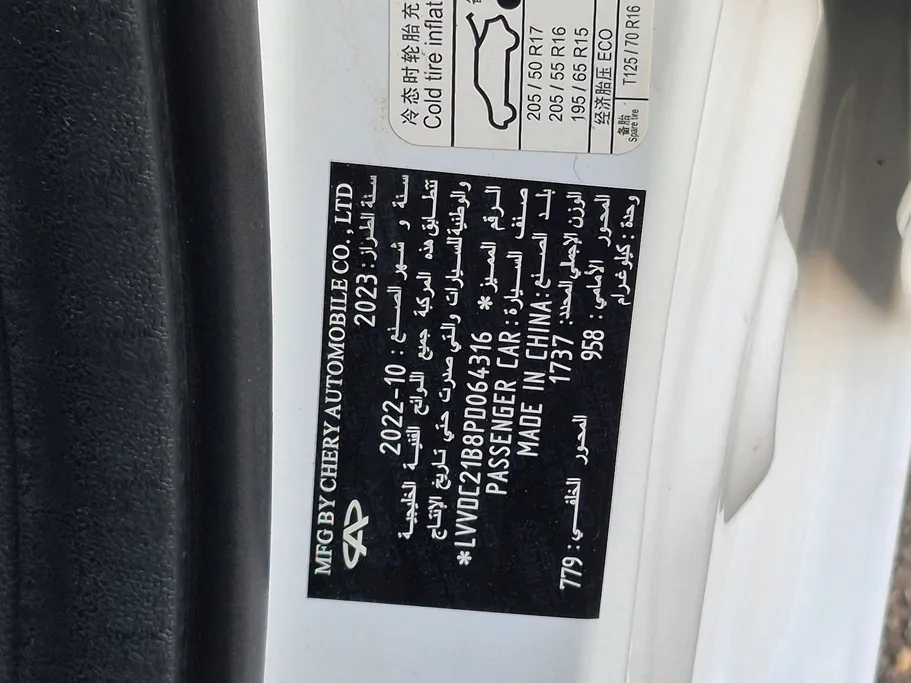 冷态时轮胎充
Cold tire inflat
205 / 50 R17
205 / 55 R16
195 / 65 R15
经济胎压 ECO
备胎
Spare tire
T125 / 70 R16
MFG BY CHERY AUTOMOBILE CO. , LTD
سنة الطراز: 2023
سنة و شهر الصنع : 2022-10
تتطابق هذه المركبة جميع اللوائح الفنية الخليجية
والوطنية للسيارات والتي صدرت حتي تاريخ الإنتاج
الرقم المميز: *LVVDC21B8PD064316*
صنف السيارة: PASSENGER CAR
بلد الصنع: MADE IN CHINA
الوزن الإجمالي المحدد: 1737
المحور الأمامي: 958 المحور الخلفي: 779
وحدة : كيلوغرام